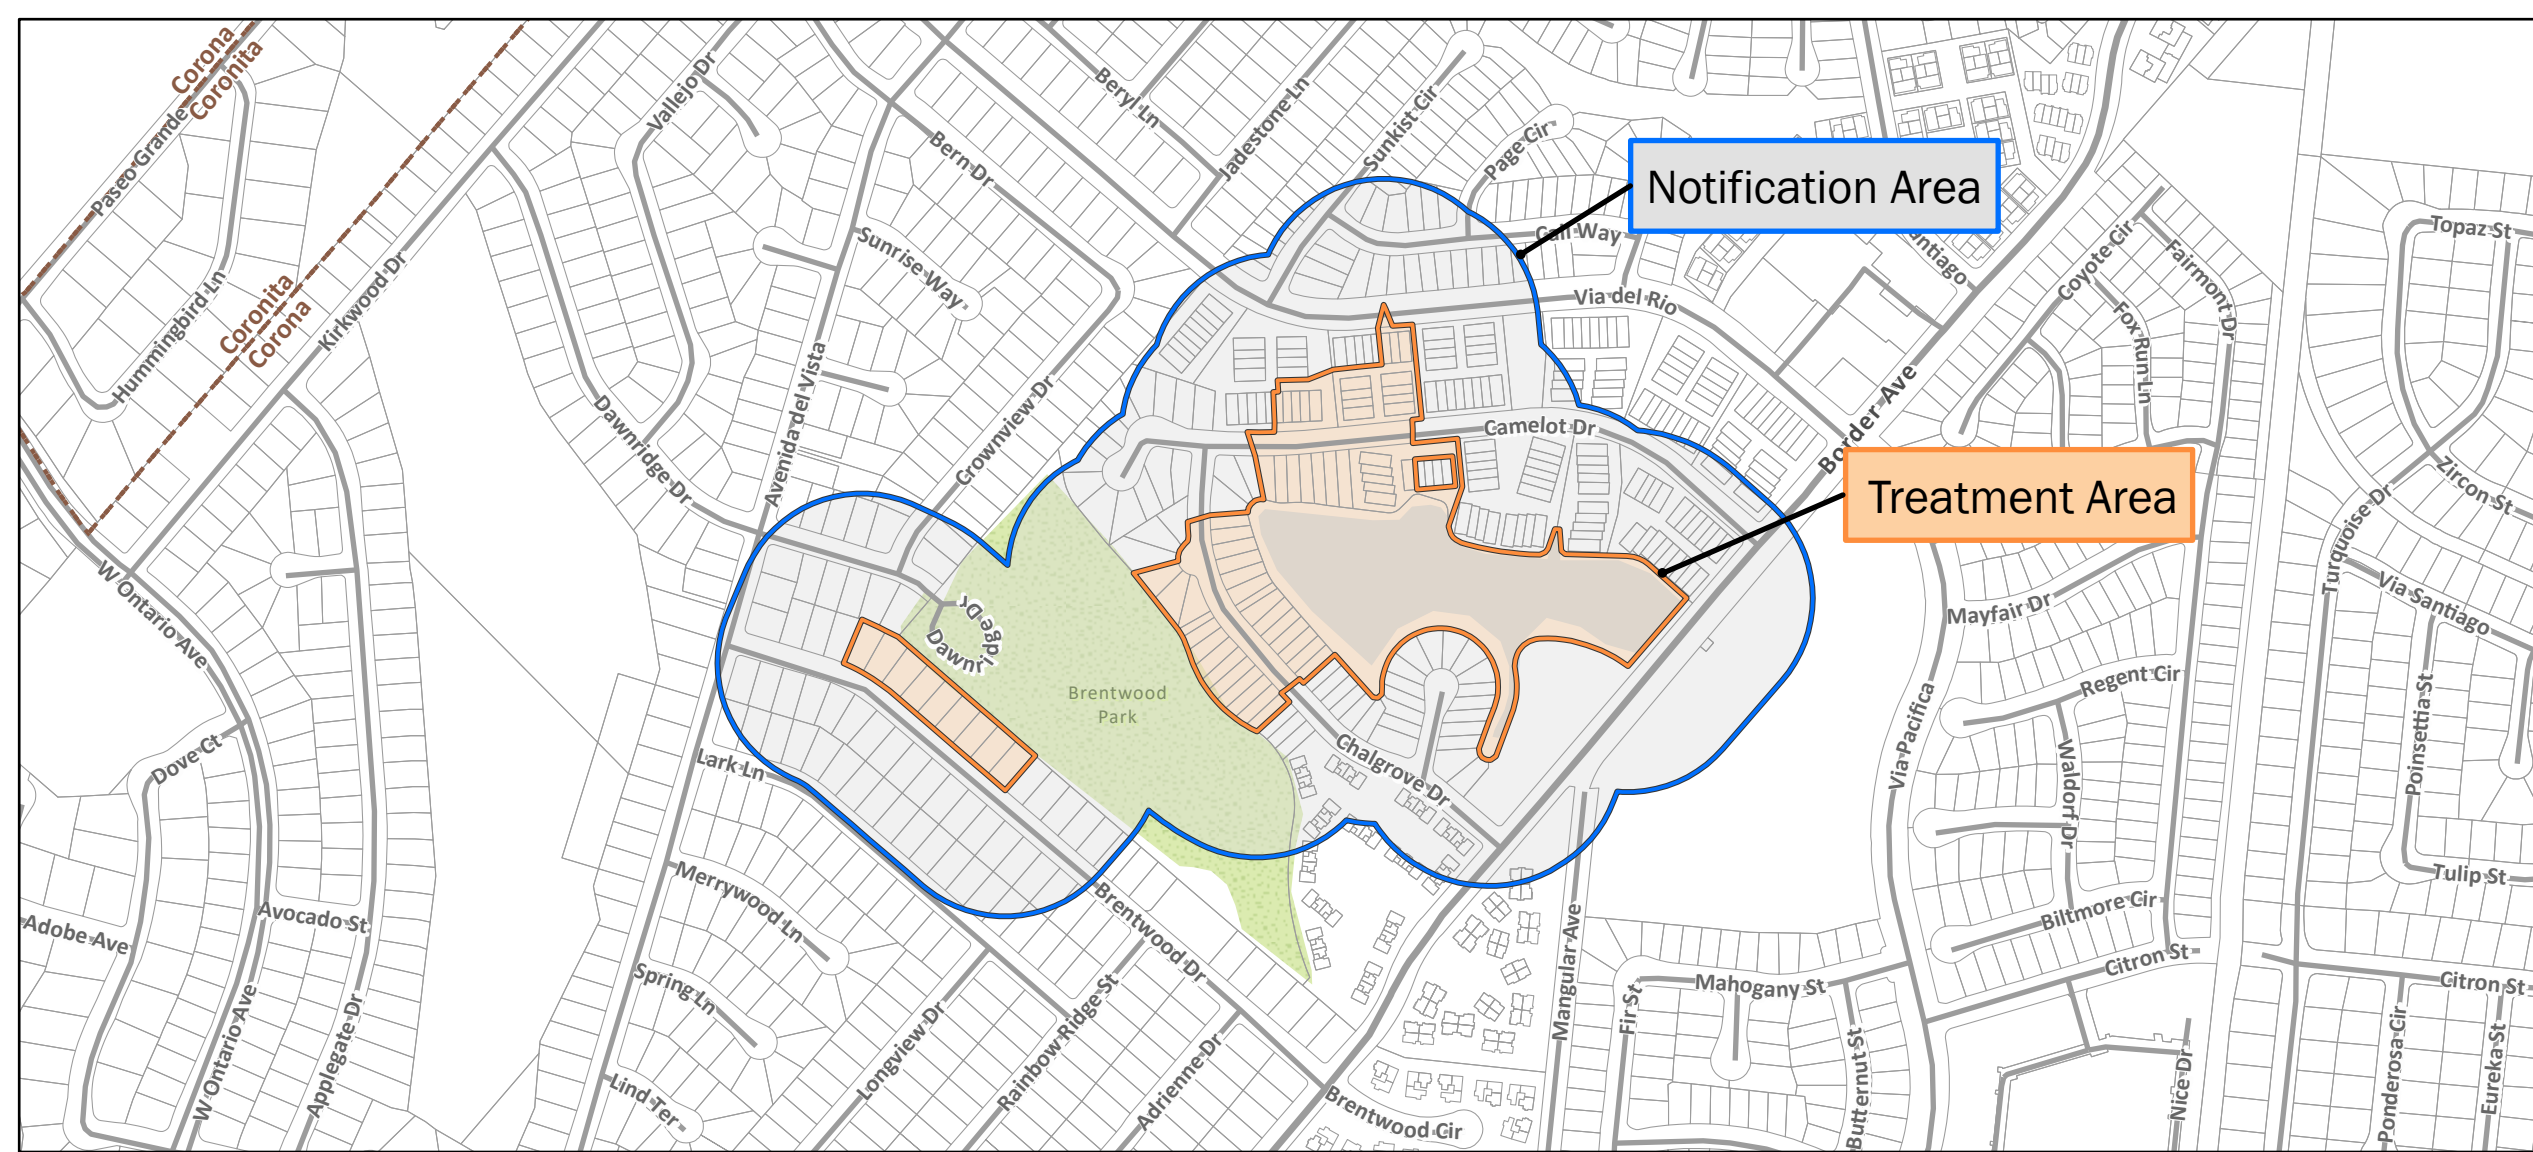 Corona
Coronita
Paseo Grande
Vallejo Dr
Beryl Ln
Jadestone Ln
Sunkist Cir
Page Cir
Bern Dr
Notification Area
Cali Way
Topaz St
Coyote Cir
Fairmont Dr
Sunrise Way
Hummingbird Ln
Coronita
Corona
Kirkwood Dr
Via del Rio
Fox Run Ln
Avenida del Vista
Crownview Dr
Dawnridge Dr
Camelot Dr
Border Ave
Treatment Area
Zircon St
Turquoise Dr
Via Santiago
W Ontario Ave
Dawnridge Dr
Mayfair Dr
Brentwood
Park
Regent Cir
Via Pacifica
Waldorf Dr
Poinsettia St
Dove Ct
Lark Ln
Chalgrove Dr
Merrywood Ln
Brentwood Dr
Tulip St
Biltmore Cir
Avocado St
Adobe Ave
Citron St
Citron St
Mangular Ave
Mahogany St
Fir St
Spring Ln
Longview Dr
Rainbow Ridge St
Adrienne Dr
W Ontario Ave
Applegate Dr
Lind Ter
Brentwood Cir
Butternut St
Nice Dr
Ponderosa Cir
Eureka St